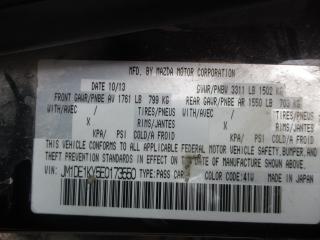 MFD. BY MAZDA MOTOR CORPORATION
DATE 10/13 GVWR/PNBV 3311 LB 1502 KG
FRONT GAWR/PNBE AV 1761 LB 799 KG REAR GAWR/PNBE AR 1550 LB 703 KG
WITH/AVEC / TIRES/ PNEUS WITH/AVEC / TIRES/ PNEUS
X RIMS/ JANTES X RIMS/ JANTES
KPA/ PSI COLD/A FROID KPA/ PSI COLD/A FROID
THIS VEHICLE CONFORMS TO ALL APPLICABLE FEDERAL MOTOR VEHICLE SAFETY, BUMPER, AND
THEFT PREVENTION STANDARDS IN EFFECT ON THE DATE OF MANUFACTURE SHOWN ABOVE.
VIN: JM1DE1KY5E0173550 TYPE: PASS CAR COLOR CODE: 41W MADE IN JAPAN